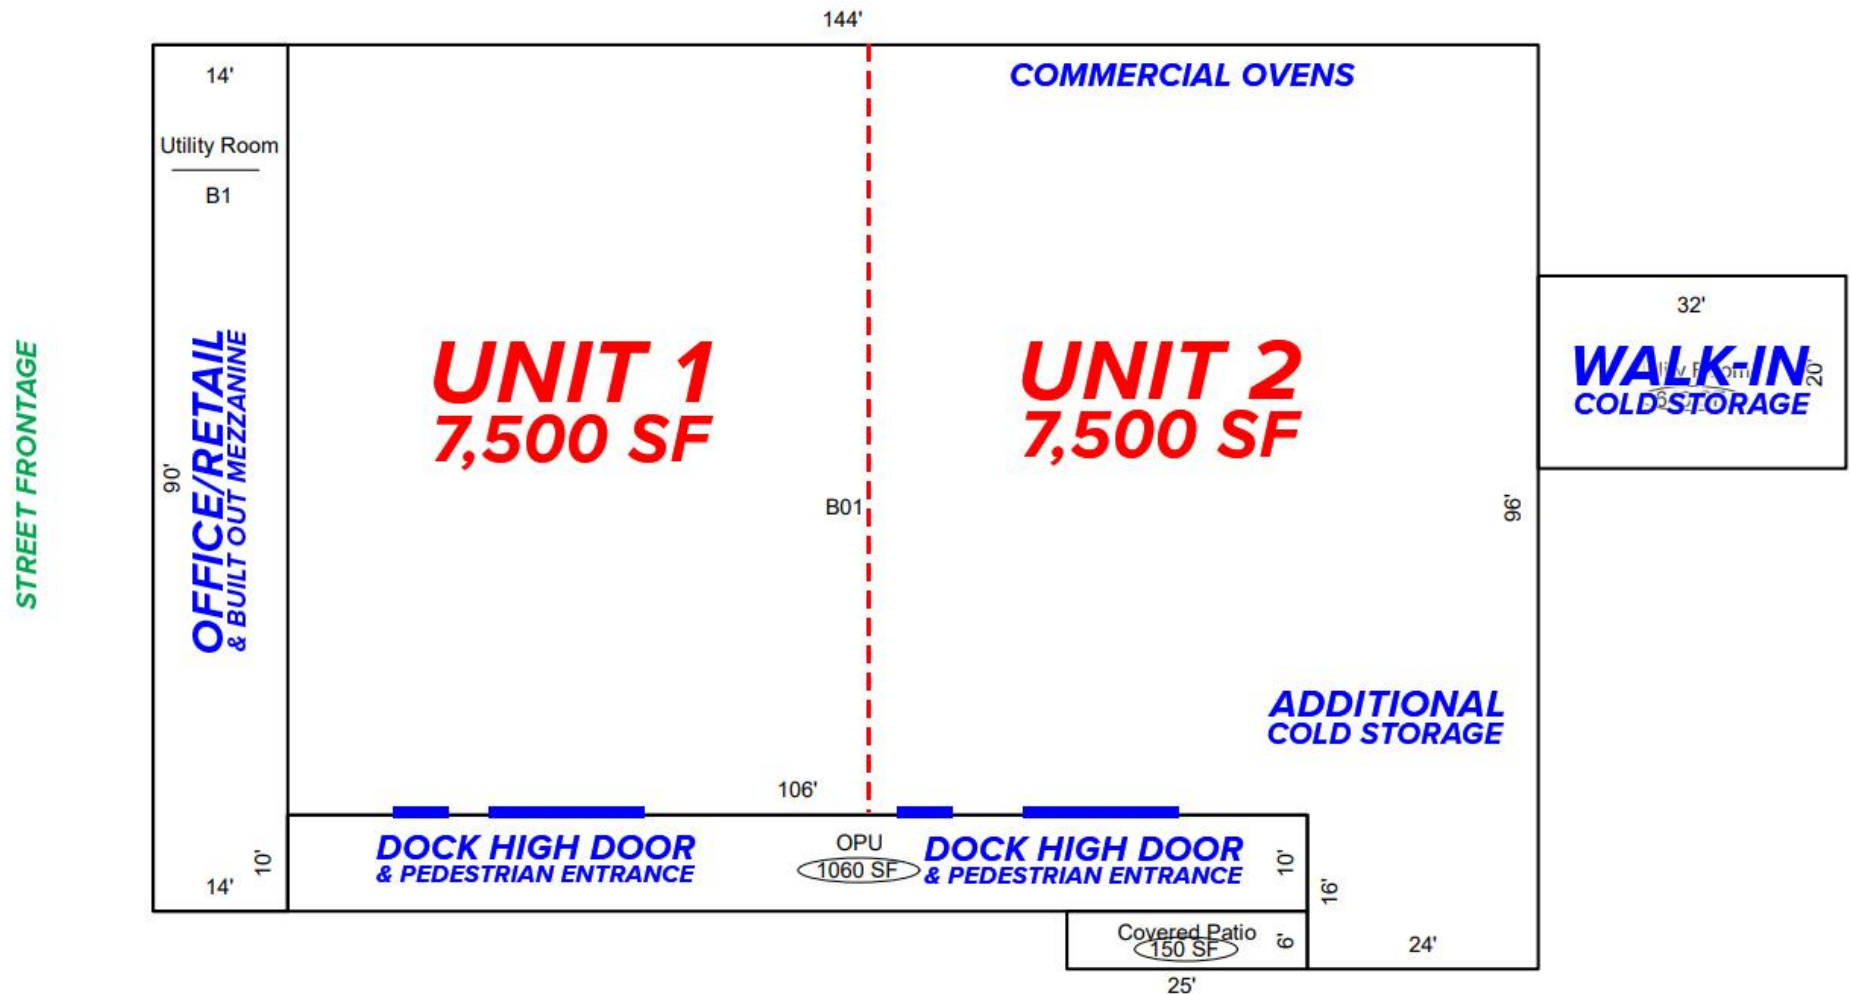 144'
14'
COMMERCIAL OVENS
Utility Room
B1
32'
STREET FRONTAGE
90'
OFFICE/RETAIL
& BUILT OUT MEZZANINE
UNIT 1
7,500 SF
UNIT 2
7,500 SF
WALK-IN
COLD STORAGE
20'
B01
96'
ADDITIONAL
COLD STORAGE
106'
14'
10'
DOCK HIGH DOOR
& PEDESTRIAN ENTRANCE
OPU
1060 SF
DOCK HIGH DOOR
& PEDESTRIAN ENTRANCE
10'
16'
Covered Patio
150 SF
6'
24'
25'